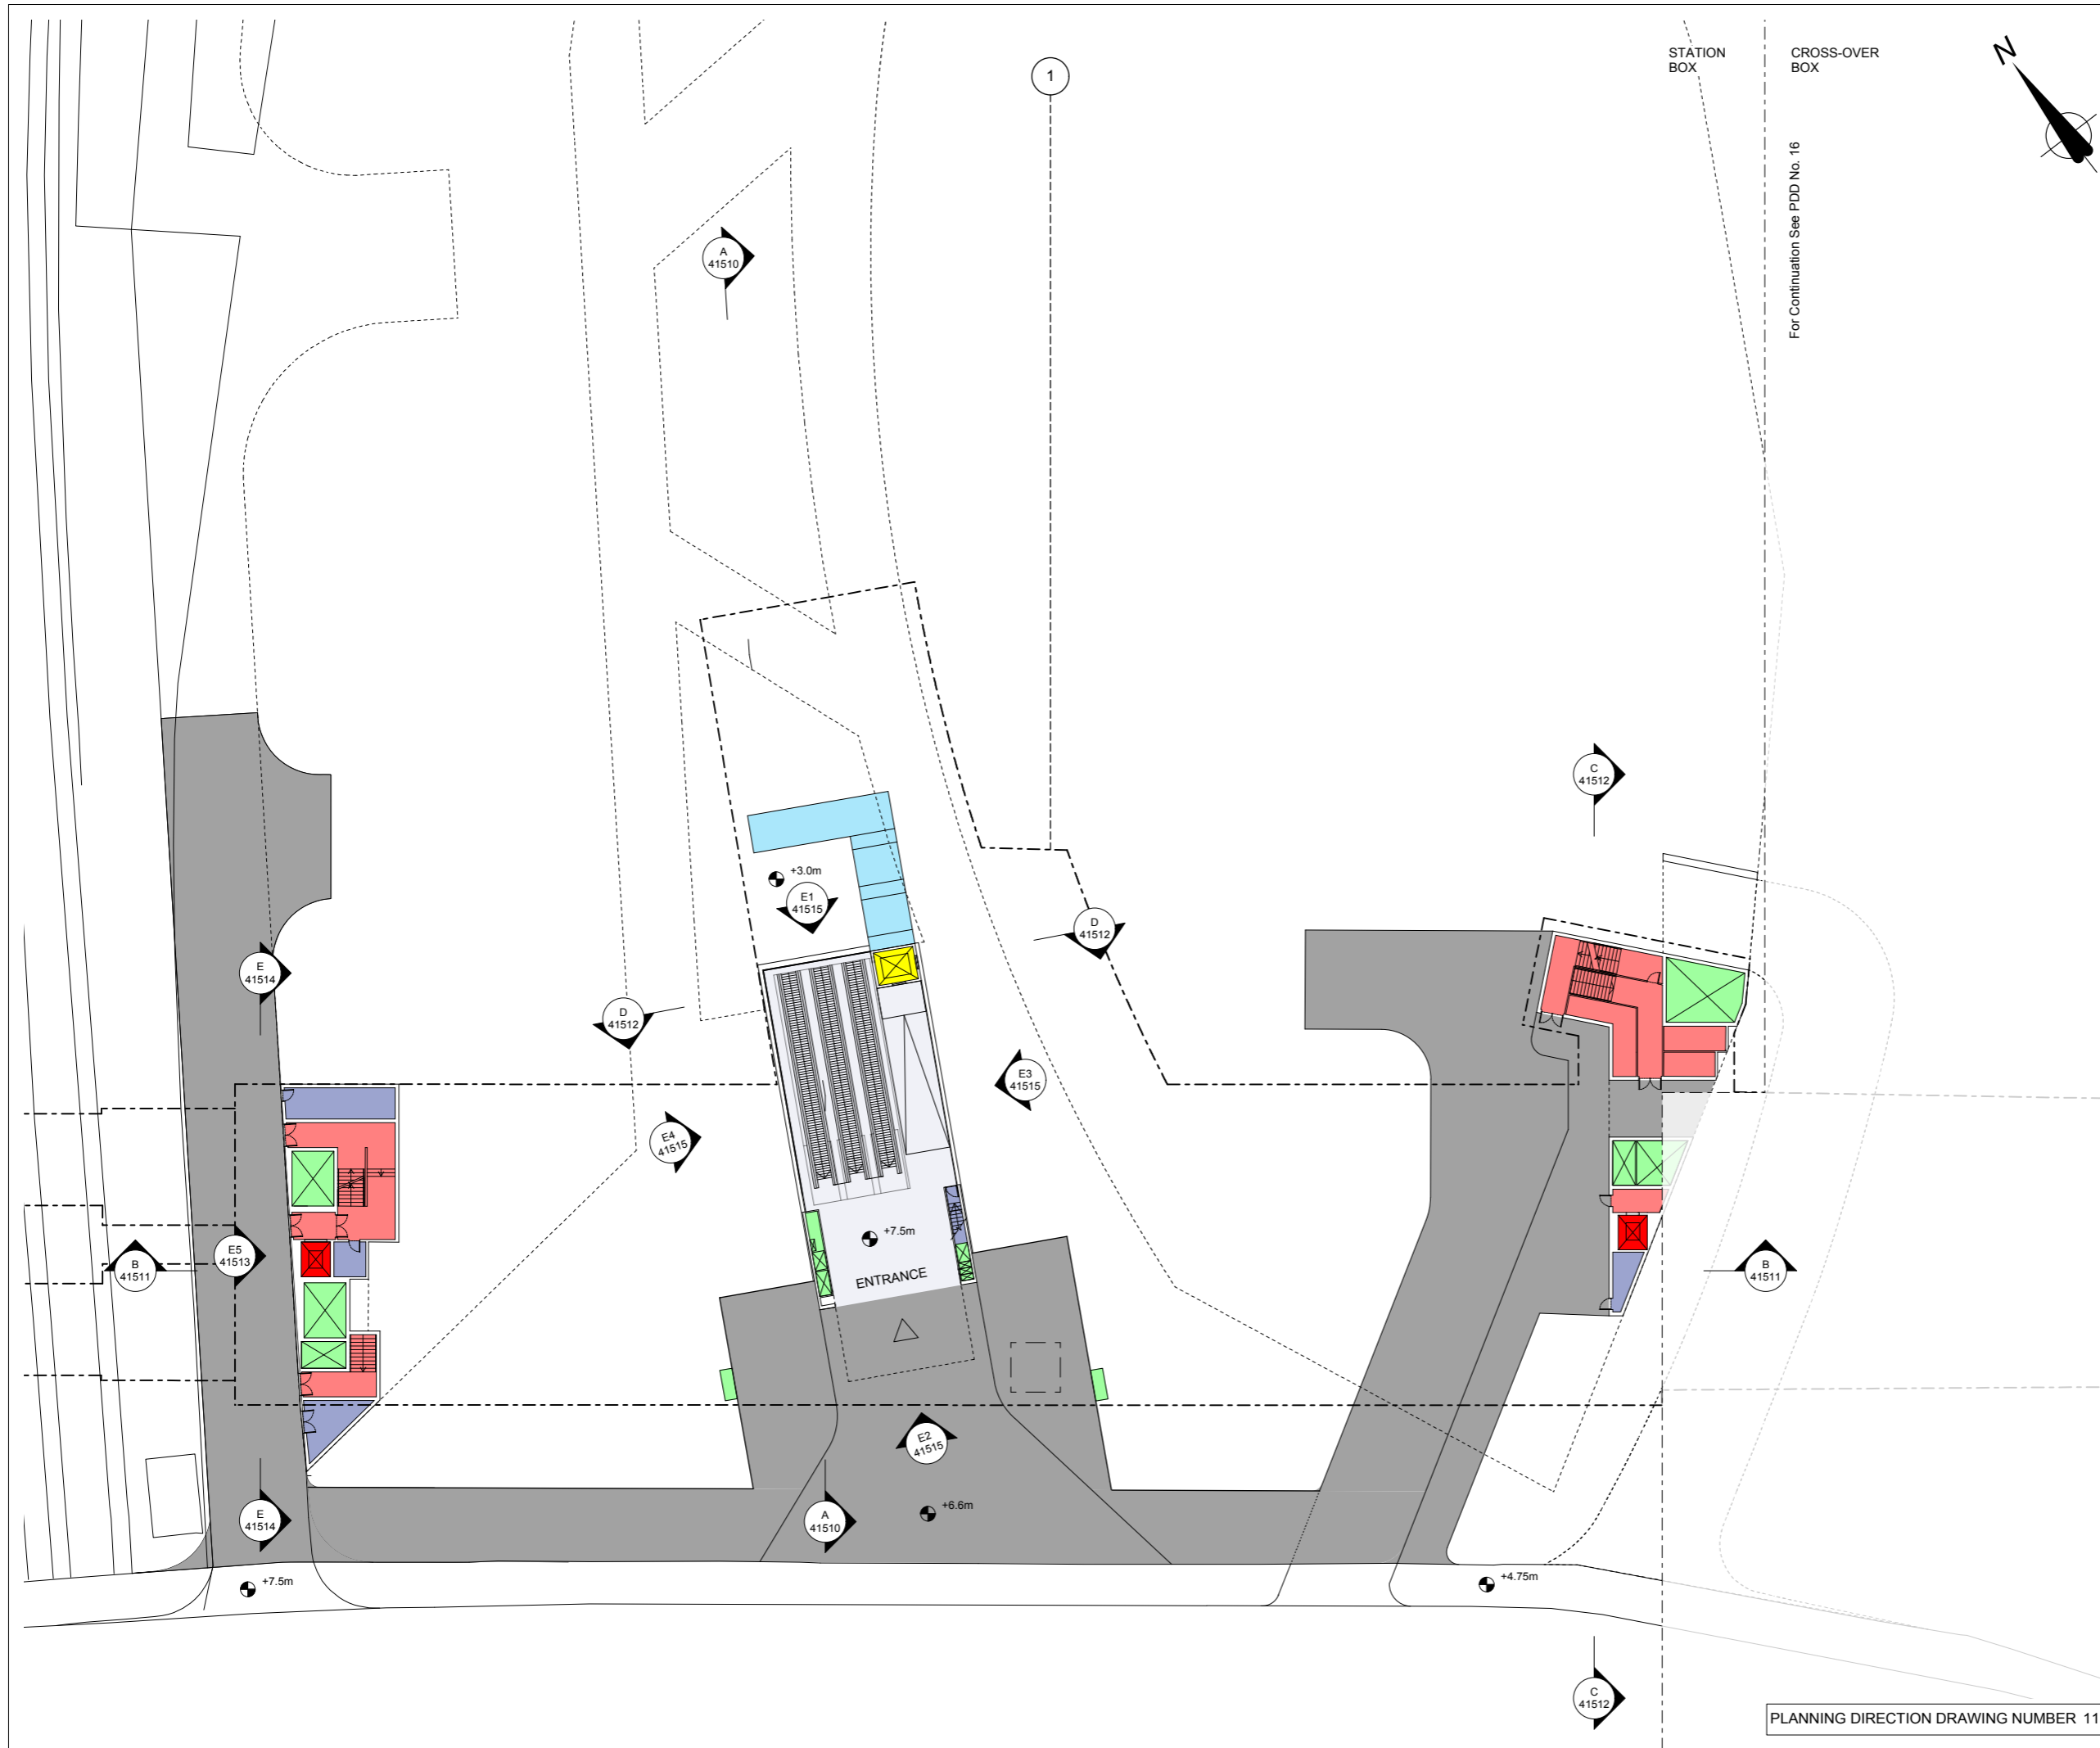 STATION
BOX
CROSS-OVER
BOX
N
1
For Continuation See PDD No. 16
A
41510
C
41512
+3.0m
E1
41515
D
41512
E
41514
D
41512
E3
41515
E4
41515
+7.5m
ENTRANCE
B
41511
E5
41513
B
41511
E2
41515
E
41514
A
41510
+6.6m
+7.5m
+4.75m
C
41512
PLANNING DIRECTION DRAWING NUMBER 11